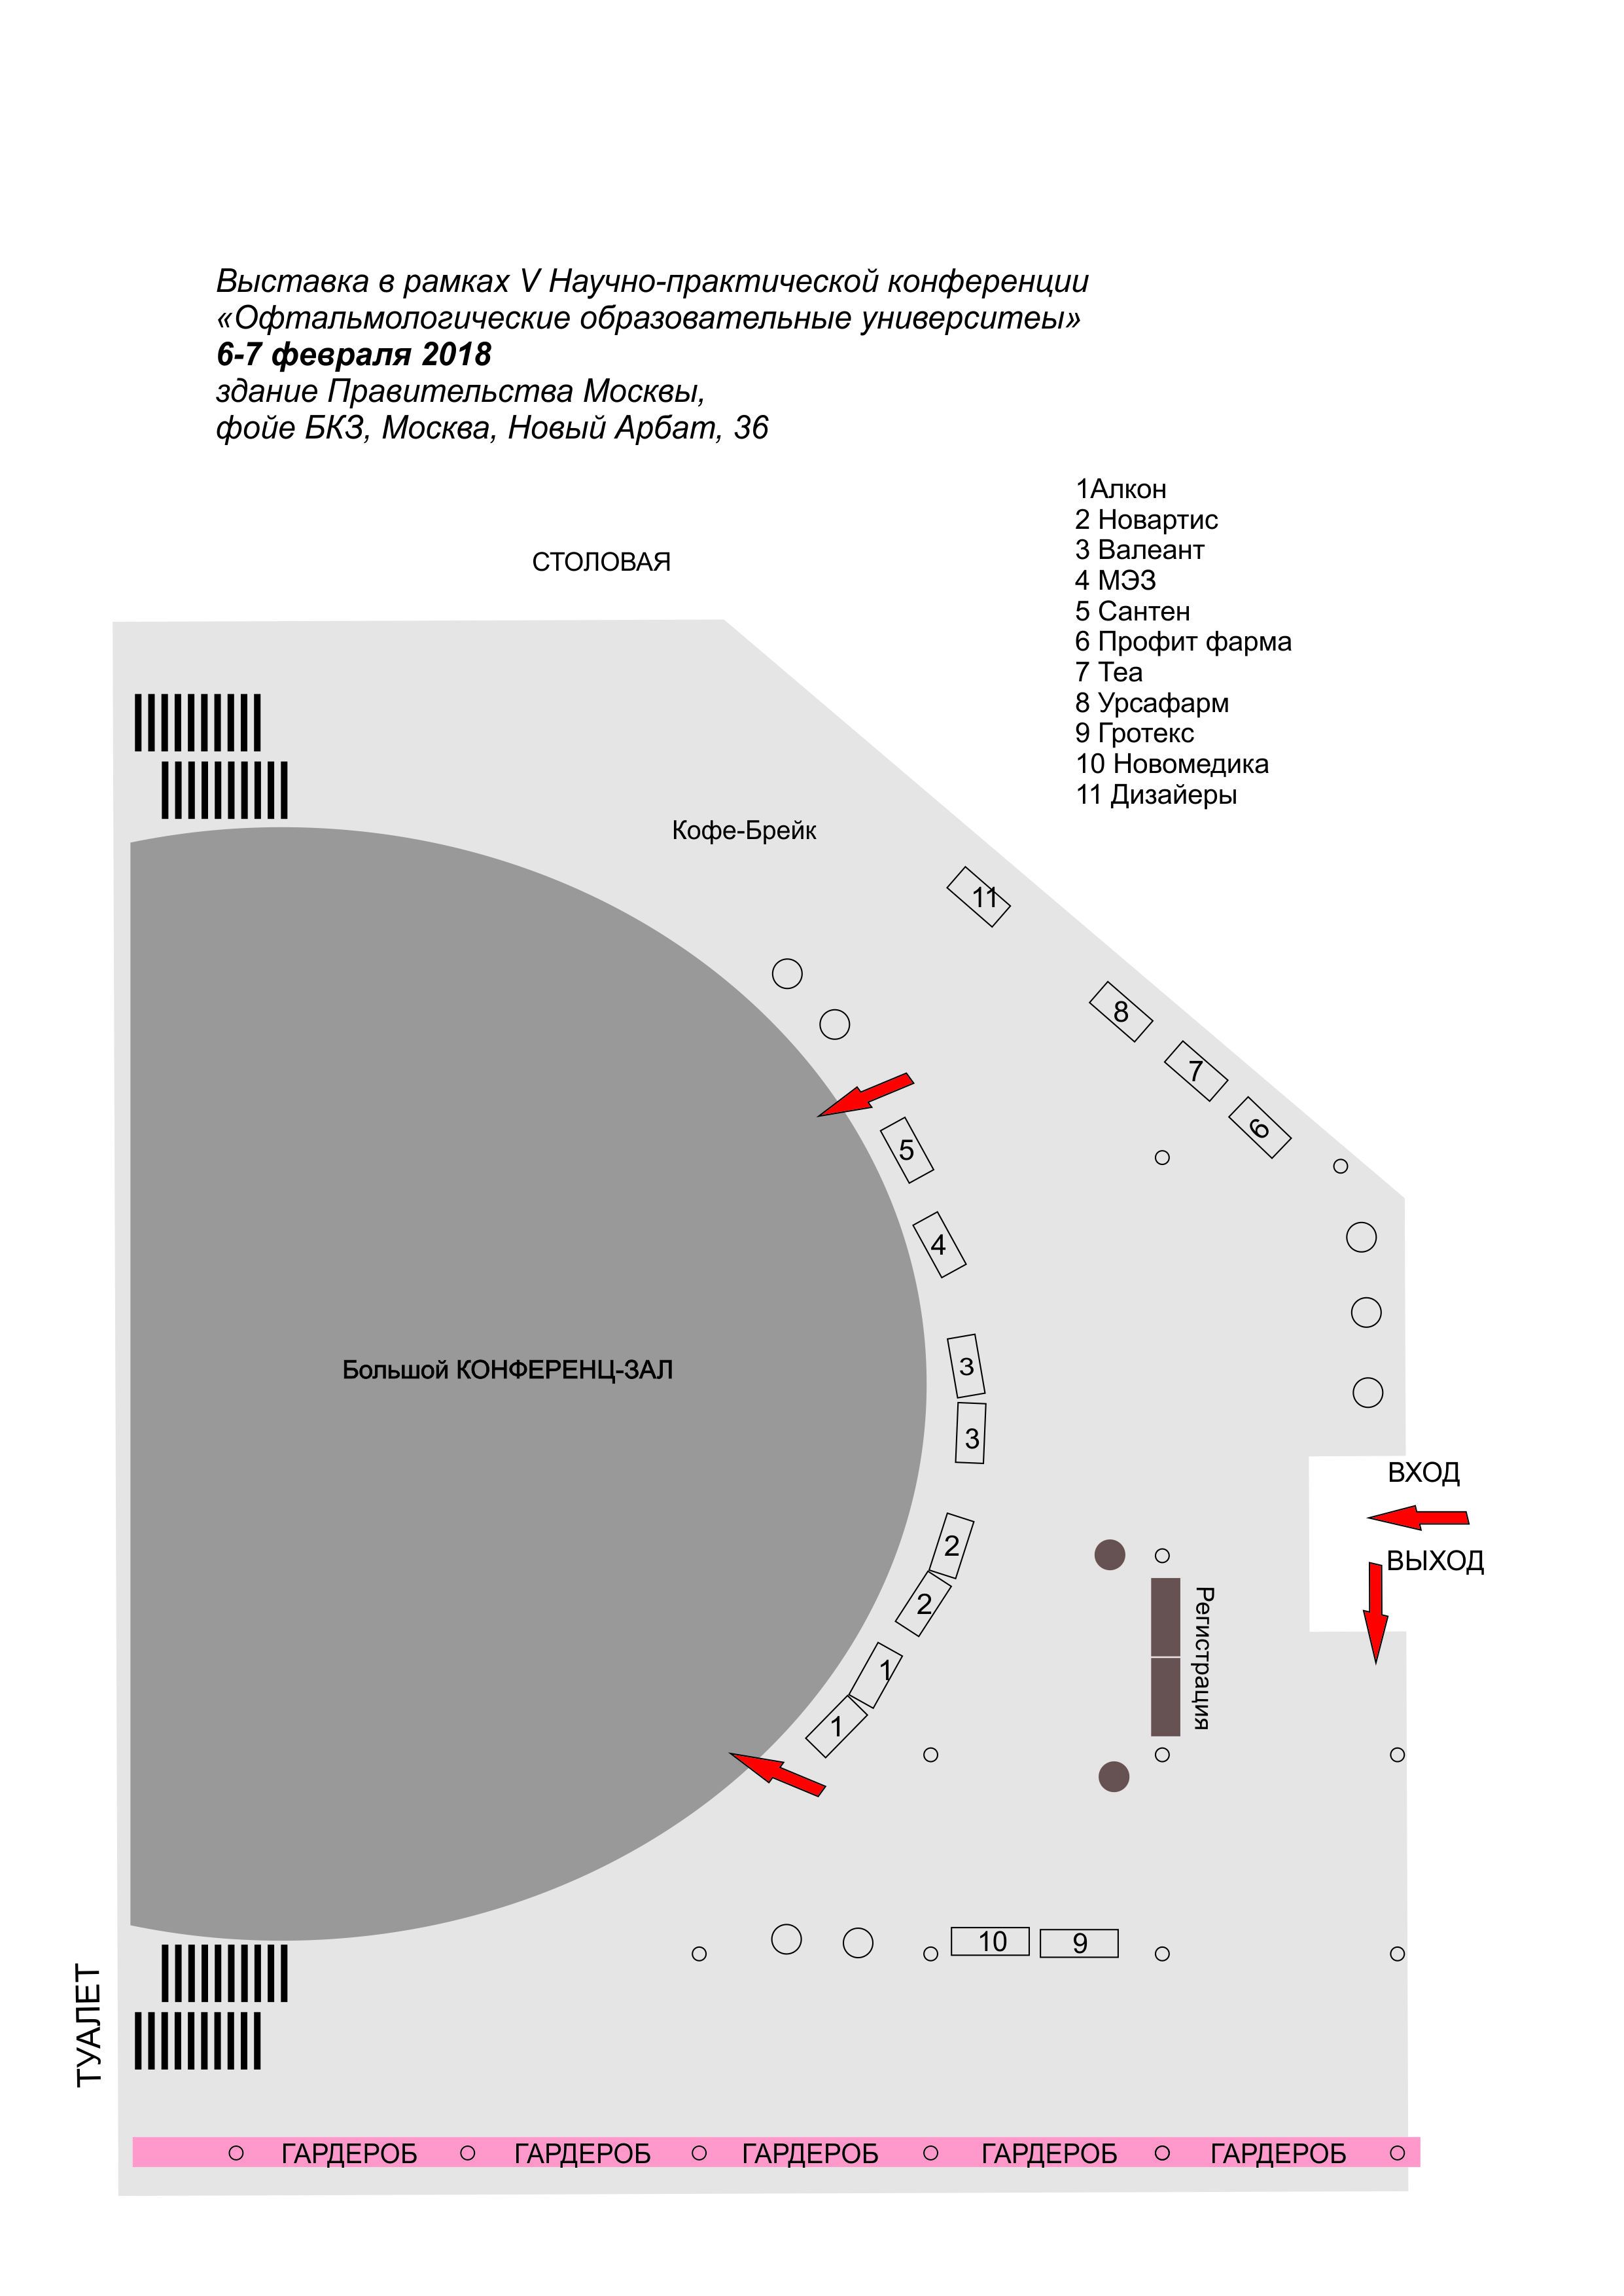 Выставка в рамках V Научно-практической конференции
«Офтальмологические образовательные университеы»
6-7 февраля 2018
здание Правительства Москвы,
фойе БКЗ, Москва, Новый Арбат, 36
1Алкон
2 Новартис
3 Валеант
4 МЭЗ
5 Сантен
6 Профит фарма
7 Теа
8 Урсафарм
9 Гротекс
10 Новомедика
11 Дизайеры
СТОЛОВАЯ
Кофе-Брейк
11
8
7
6
5
4
Большой КОНФЕРЕНЦ-ЗАЛ
3
3
ВХОД
2
ВЫХОД
2
Регистрация
1
1
10
9
ТУАЛЕТ
ГАРДЕРОБ ГАРДЕРОБ ГАРДЕРОБ ГАРДЕРОБ ГАРДЕРОБ